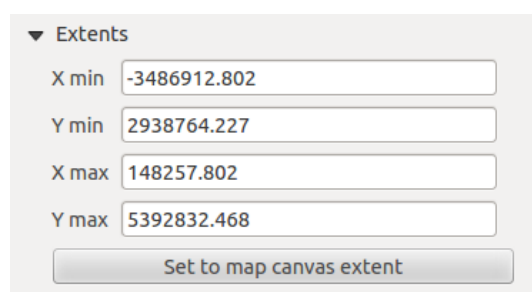 Extents
X min -3486912.802
Y min 2938764.227
X max 148257.802
Y max 5392832.468
Set to map canvas extent